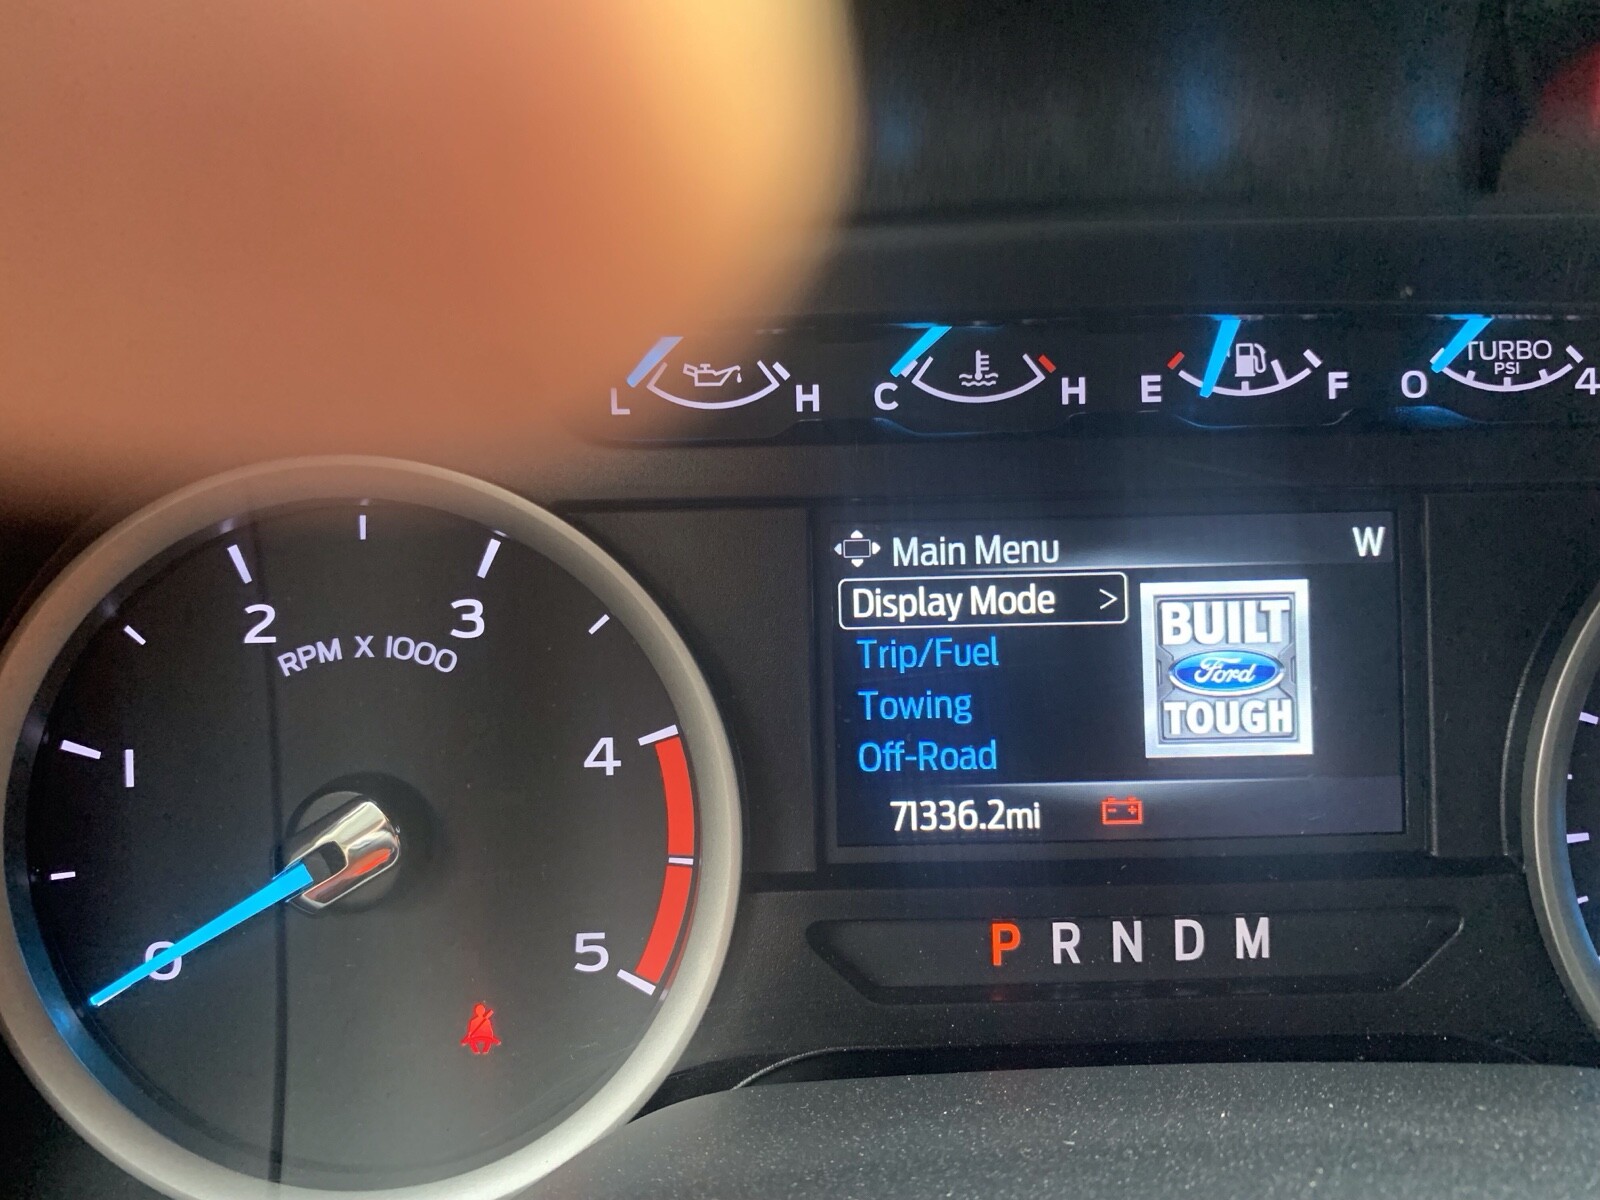 L H
C H
E F
0 TURBO PSI 4
Main Menu W
Display Mode >
Trip/Fuel
Towing
Off-Road
71336.2mi
BUILT
Ford
TOUGH
0 1 2 3 4 5
RPM X 1000
P R N D M